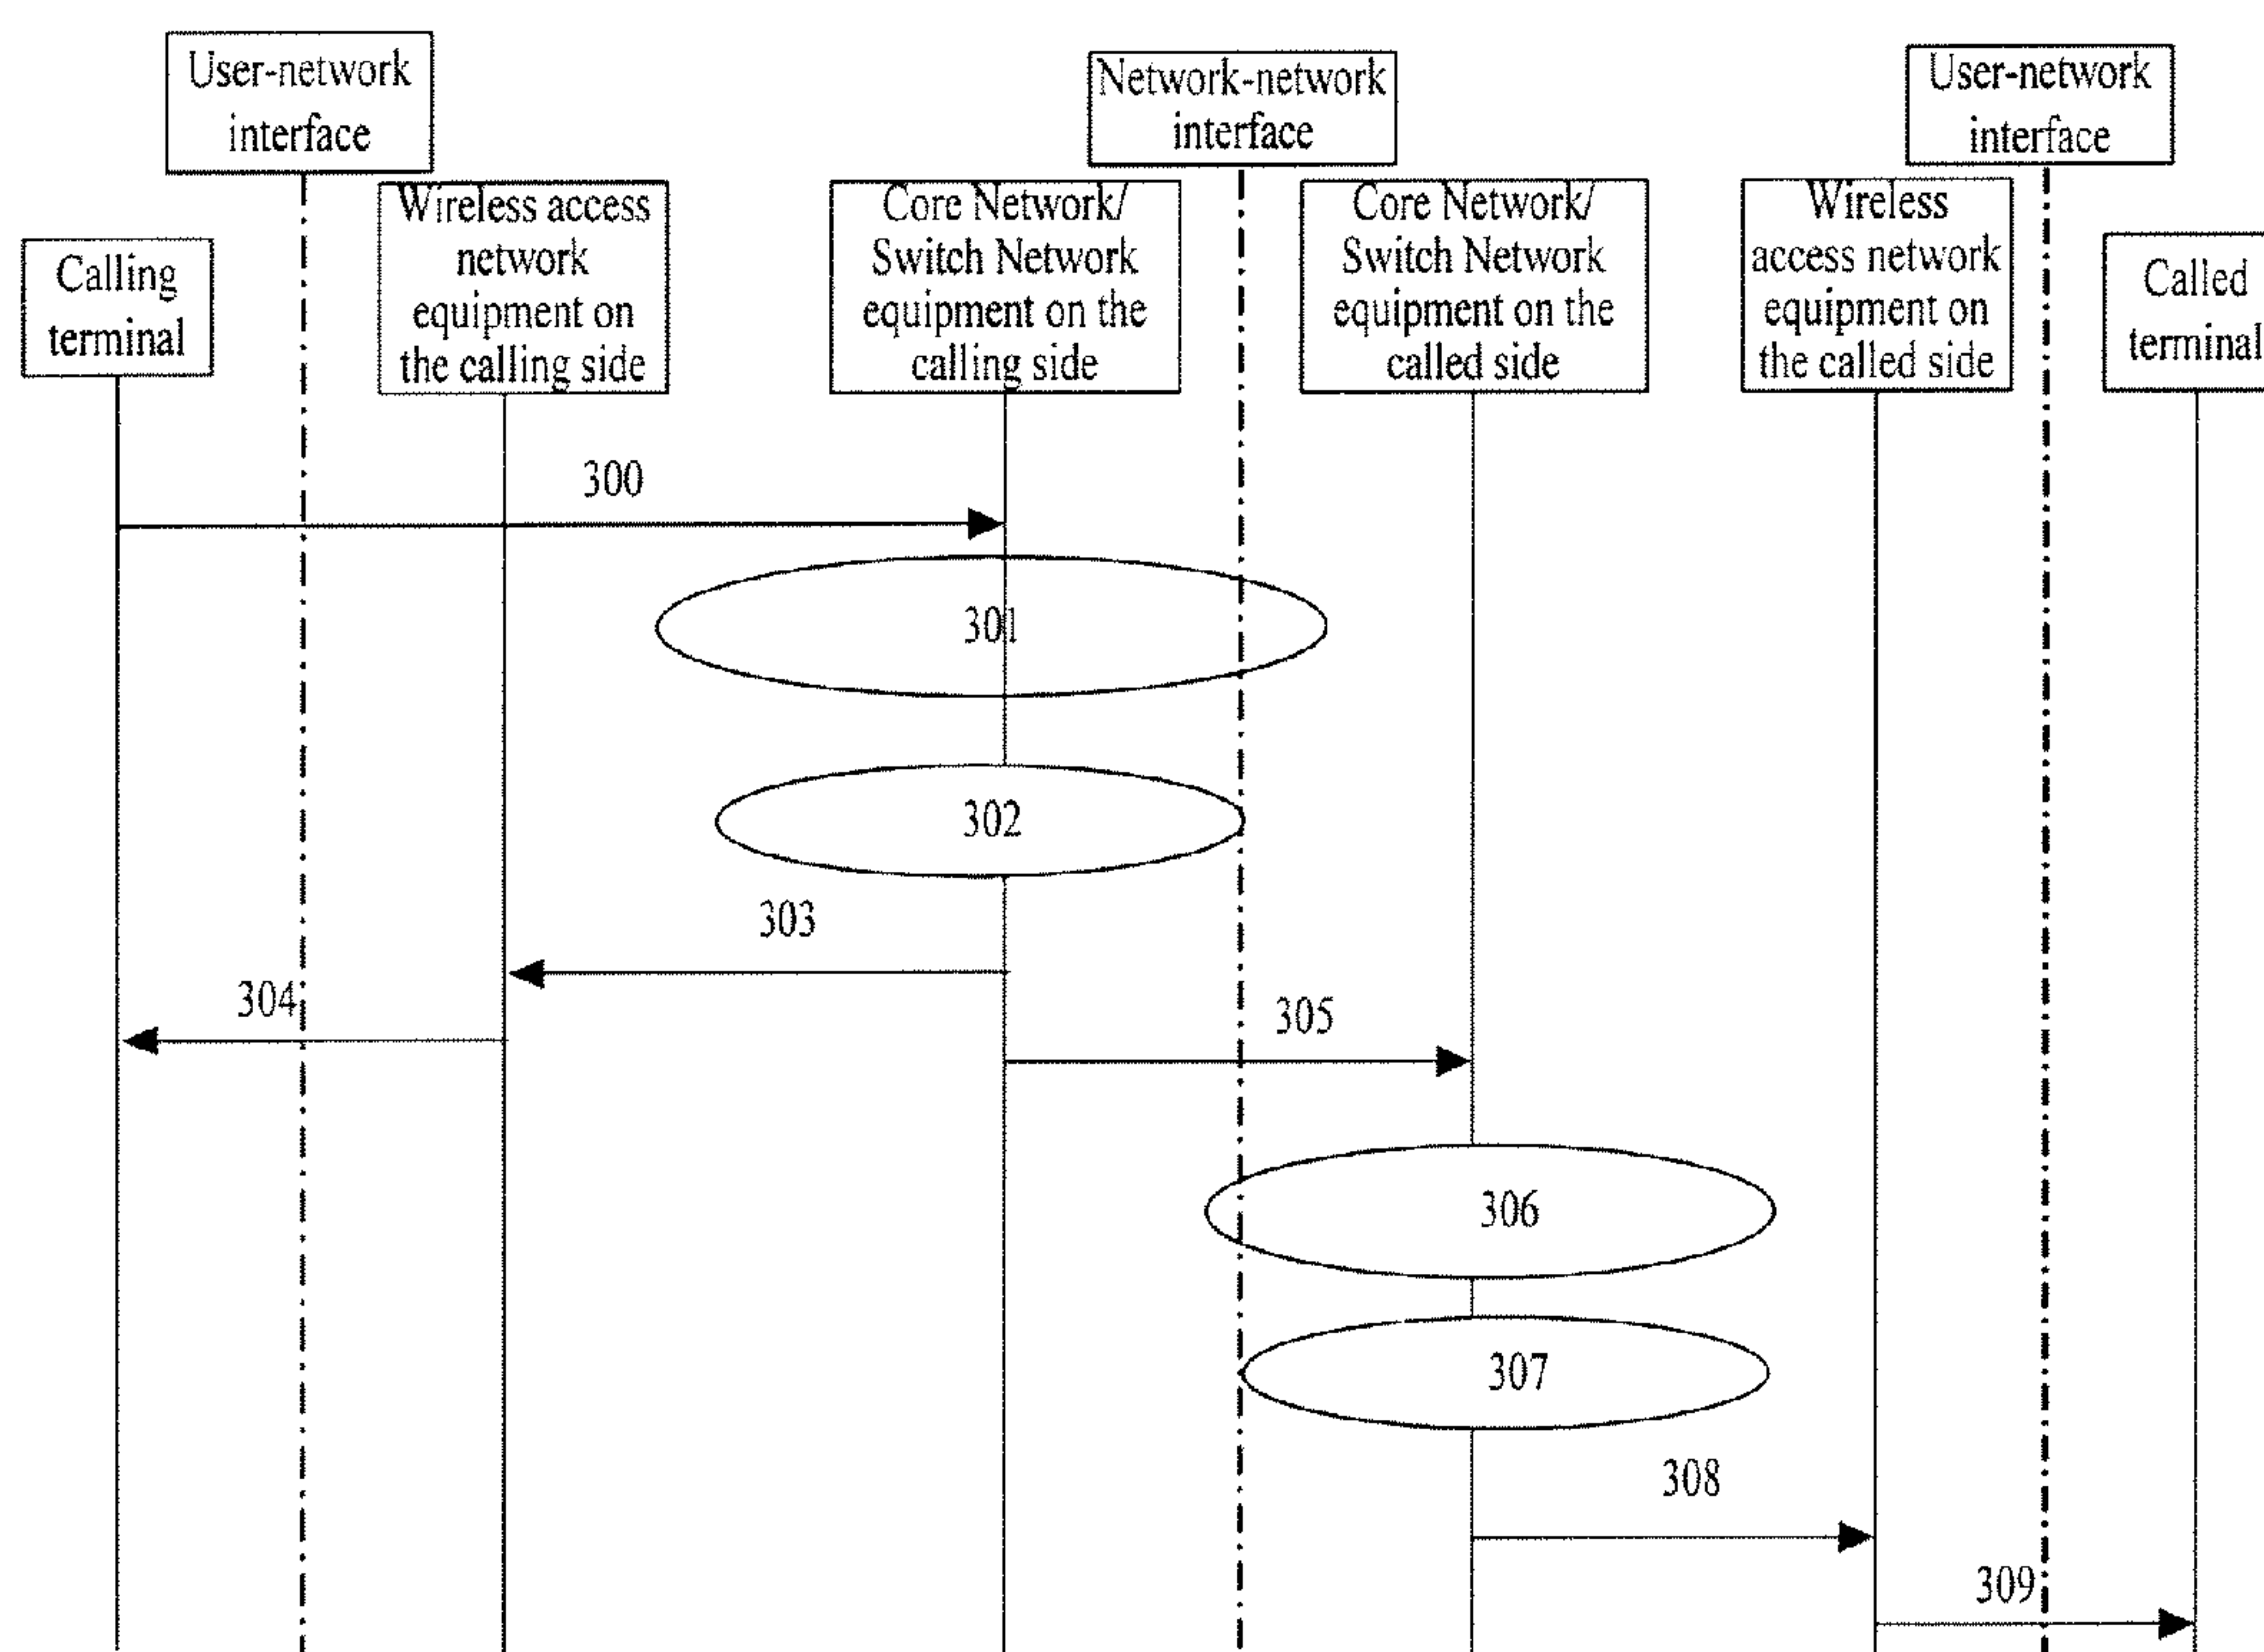 User-network
interface
Network-network
interface
User-network
interface
Calling
terminal
Wireless access
network
equipment on
the calling side
Core Network/
Switch Network
equipment on the
calling side
Core Network/
Switch Network
equipment on the
called side
Wireless
access network
equipment on
the called side
Called
terminal
300
301
302
303
304
305
306
307
308
309